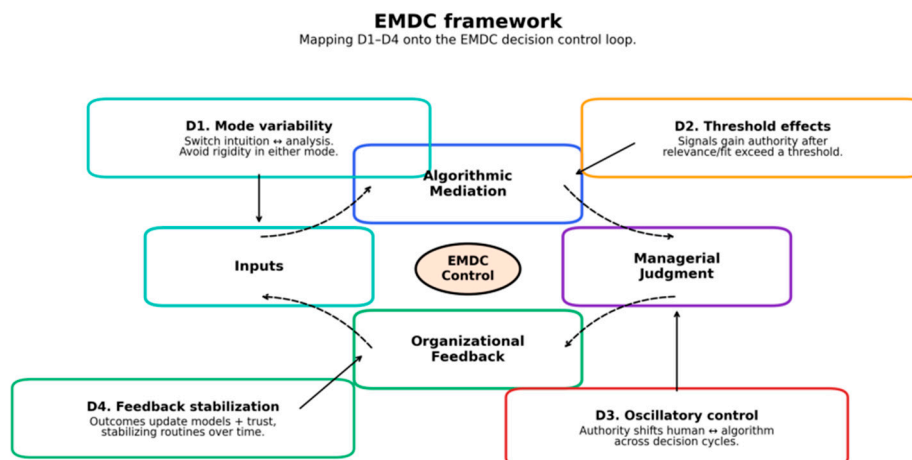 EMDC framework
Mapping D1–D4 onto the EMDC decision control loop.
D1. Mode variability
Switch intuition ↔ analysis.
Avoid rigidity in either mode.
D2. Threshold effects
Signals gain authority after
relevance/fit exceed a threshold.
Algorithmic
Mediation
Inputs
EMDC
Control
Managerial
Judgment
Organizational
Feedback
D4. Feedback stabilization
Outcomes update models + trust,
stabilizing routines over time.
D3. Oscillatory control
Authority shifts human ↔ algorithm
across decision cycles.